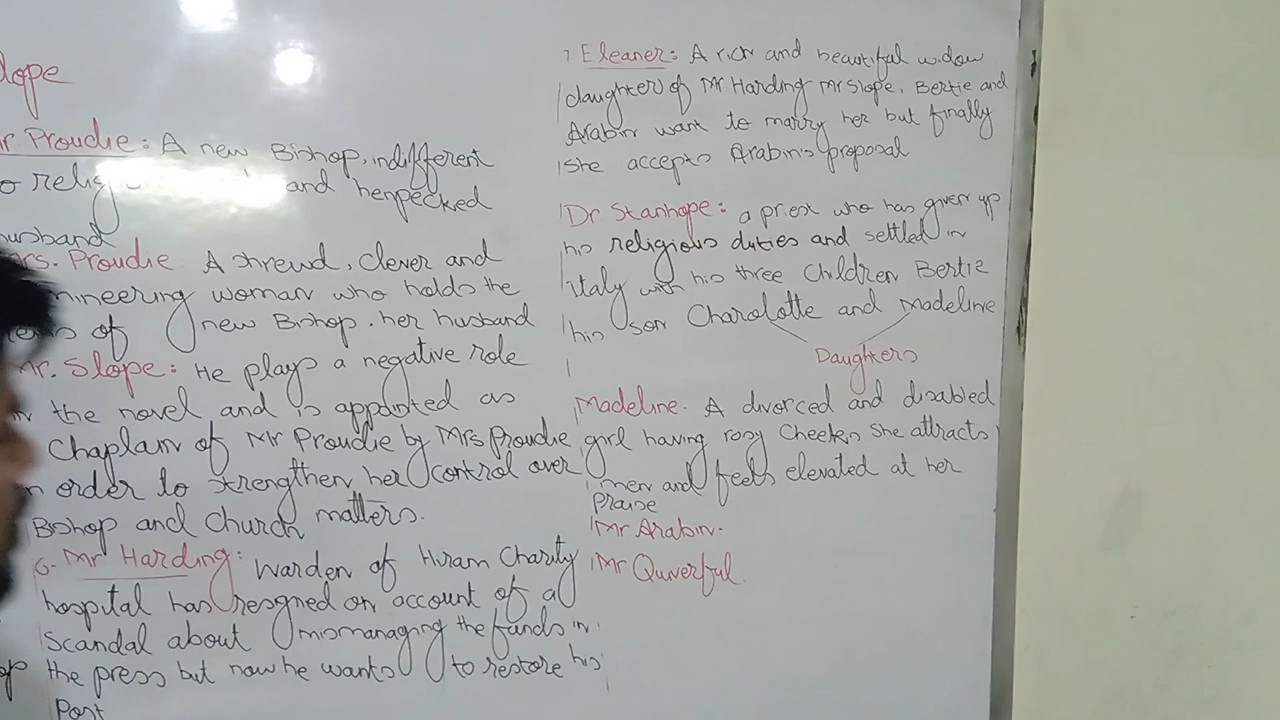 lope
r Proudie: A new Bishop, indifferent
o relig and henpecked
usband
rs. Proudie A shrewd, clever and
mineering woman who holds the
of new Bishop. her husband
Mr. Slope: He plays a negative role
in the novel and is appointed as
Chaplain of Mr Proudie by Mrs Proudie
n order to strengthen her control over
Bishop and Church matters.
6- Mr Harding: Warden of Hiram Charity
hospital has resigned on account of a
Scandal about mismanaging the funds in
op the press but now he wants to restore his
Post
7 Eleaner: A rich and beautiful widow
daughter of Mr Harding Mr Slope, Bertie and
Arabin want to marry her but finally
She accepts Arabin's proposal
Dr Stanhope: a priest who has given up
his religious duties and settled in
italy with his three Children Bertie
his son Charolotte and Madeline
Daughters
Madeline. A divorced and disabled
girl having rosy Cheeks She attracts
men and feels elevated at her
Praise
Mr Arabin.
Mr Quverful.